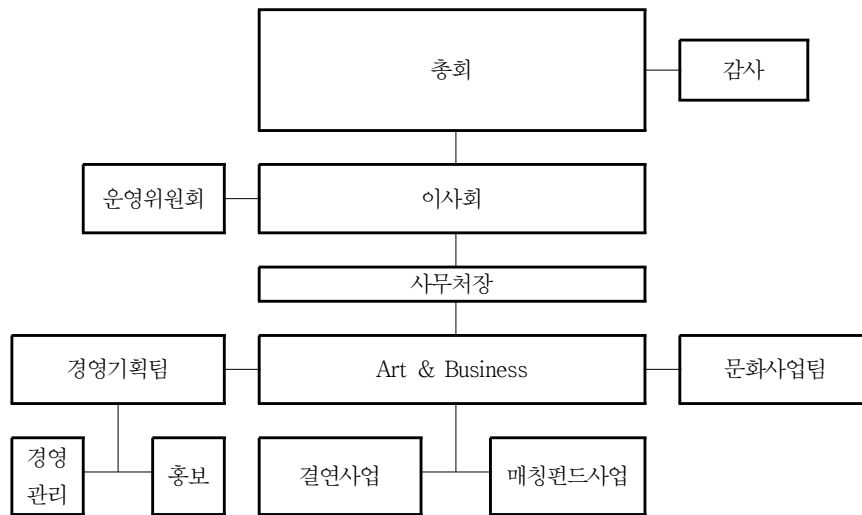 총회
감사
운영위원회
이사회
사무처장
경영기획팀
Art & Business
문화사업팀
경영
관리
홍보
결연사업
매칭펀드사업